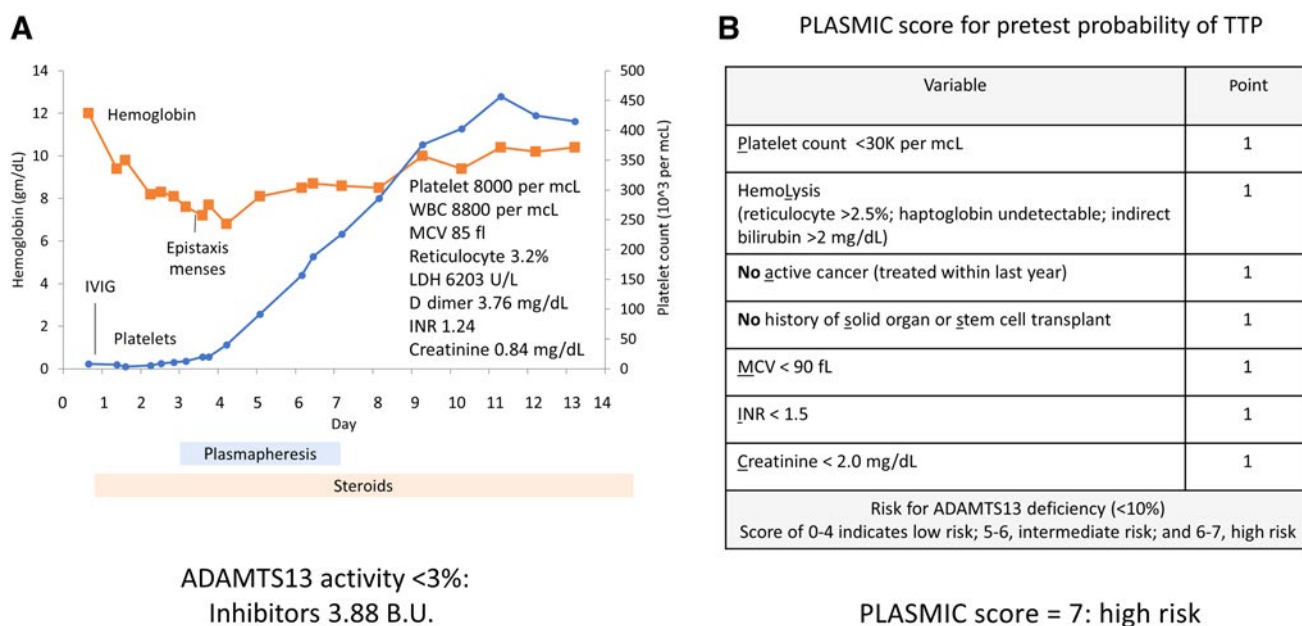 A
14
12
10
8
6
4
2
0
Hemoglobin (gm/dL)
500
450
400
350
300
250
200
150
100
50
0
Platelet count (10^3 per mcL)
Hemoglobin
Epistaxis
menses
IVIG
Platelets
Platelet 8000 per mcL
WBC 8800 per mcL
MCV 85 fl
Reticulocyte 3.2%
LDH 6203 U/L
D dimer 3.76 mg/dL
INR 1.24
Creatinine 0.84 mg/dL
0 1 2 3 4 5 6 7 8 9 10 11 12 13 14
Day
Plasmapheresis
Steroids
ADAMTS13 activity <3%:
Inhibitors 3.88 B.U.
B PLASMIC score for pretest probability of TTP
Variable Point
Platelet count <30K per mcL 1
HemoLysis 1
(reticulocyte >2.5%; haptoglobin undetectable; indirect
bilirubin >2 mg/dL)
No active cancer (treated within last year) 1
No history of solid organ or stem cell transplant 1
MCV < 90 fL 1
INR < 1.5 1
Creatinine < 2.0 mg/dL 1
Risk for ADAMTS13 deficiency (<10%)
Score of 0-4 indicates low risk; 5-6, intermediate risk; and 6-7, high risk
PLASMIC score = 7: high risk